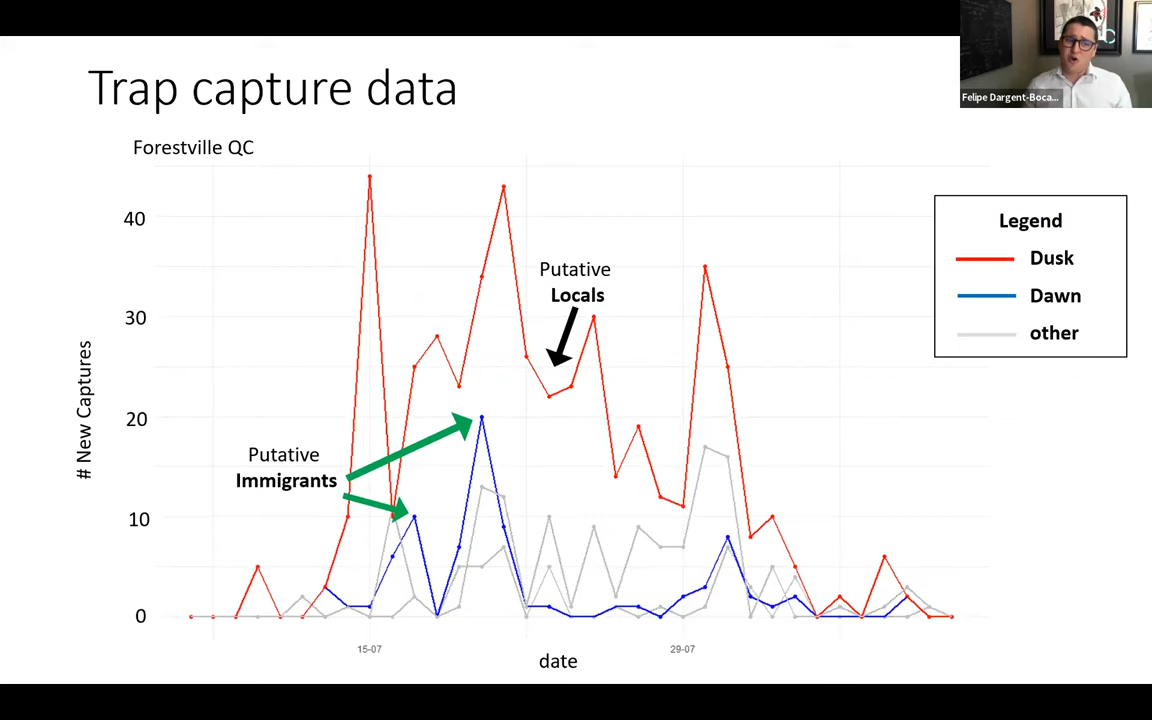 Trap capture data
Felipe Dargent-Boca...
Forestville QC
# New Captures
40
30
20
10
0
Putative
Locals
Putative
Immigrants
15-07
29-07
date
Legend
Dusk
Dawn
other